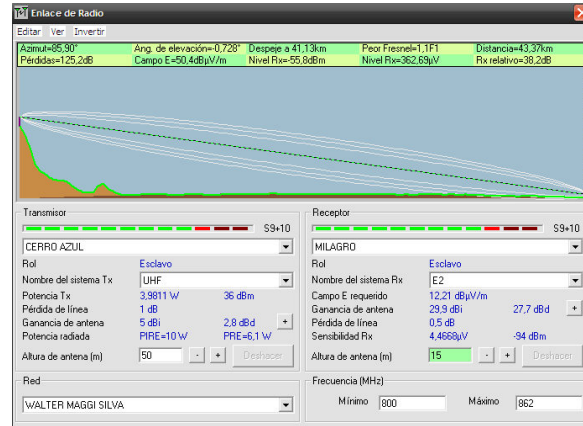 Enlace de Radio
Editar Ver Invertir
Azimut=85,90° Ang. de elevación=-0,728° Despeje a 41,13km Peor Fresnel=1,1F1 Distancia=43,37km
Pérdidas=125,2dB Campo E=50,4dBµV/m Nivel Rx=-55,8dBm Nivel Rx=362,69µV Rx relativo=38,2dB
Transmisor
S9+10
CERRO AZUL
Rol Esclavo
Nombre del sistema Tx UHF
Potencia Tx 3,9811 W 36 dBm
Pérdida de línea 1 dB
Ganancia de antena 5 dBi 2,8 dBd +
Potencia radiada PIRE=10 W PRE=6,1 W
Altura de antena (m) 50 - + Deshacer
Receptor
S9+10
MILAGRO
Rol Esclavo
Nombre del sistema Rx E2
Campo E requerido 12,21 dBµV/m
Ganancia de antena 29,9 dBi 27,7 dBd +
Pérdida de línea 0,5 dB
Sensibilidad Rx 4,4668µV -94 dBm
Altura de antena (m) 15 - + Deshacer
Red
WALTER MAGGI SILVA
Frecuencia (MHz)
Mínimo 800 Máximo 862